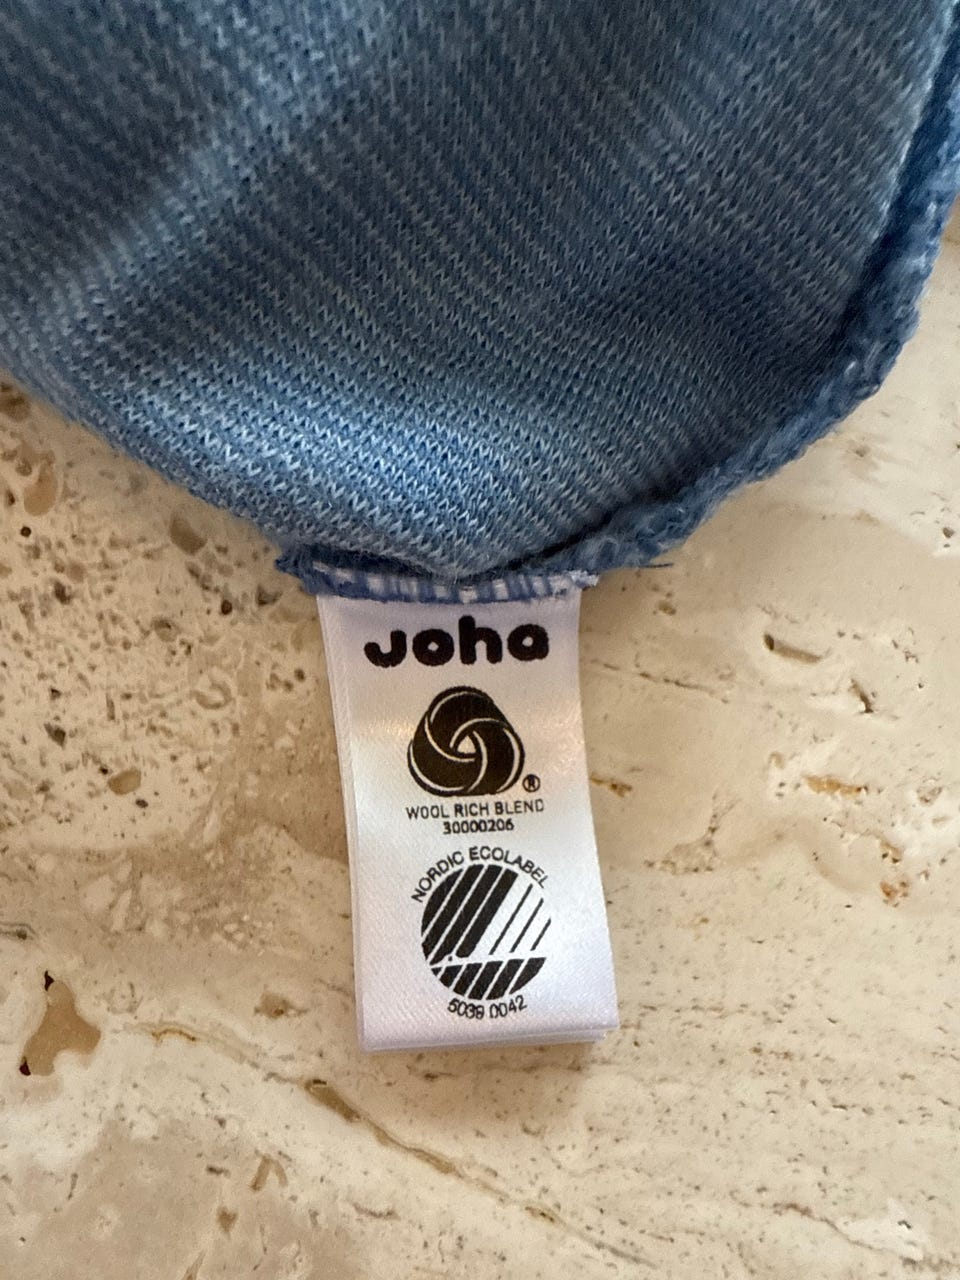 Joha
®
WOOL RICH BLEND
30000206
NORDIC ECOLABEL
5039 0042